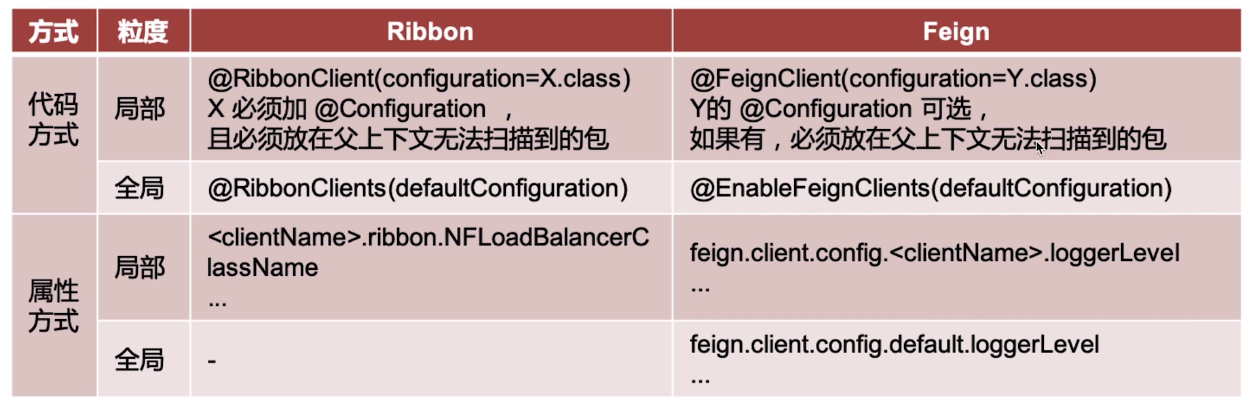 方式 粒度 Ribbon Feign
代码
方式
局部
@RibbonClient(configuration=X.class)
X 必须加 @Configuration ，
且必须放在父上下文无法扫描到的包
@FeignClient(configuration=Y.class)
Y的 @Configuration 可选，
如果有，必须放在父上下文无法扫描到的包
全局
@RibbonClients(defaultConfiguration)
@EnableFeignClients(defaultConfiguration)
属性
方式
局部
<clientName>.ribbon.NFLoadBalancerC
lassName
...
feign.client.config.<clientName>.loggerLevel
...
全局
-
feign.client.config.default.loggerLevel
...